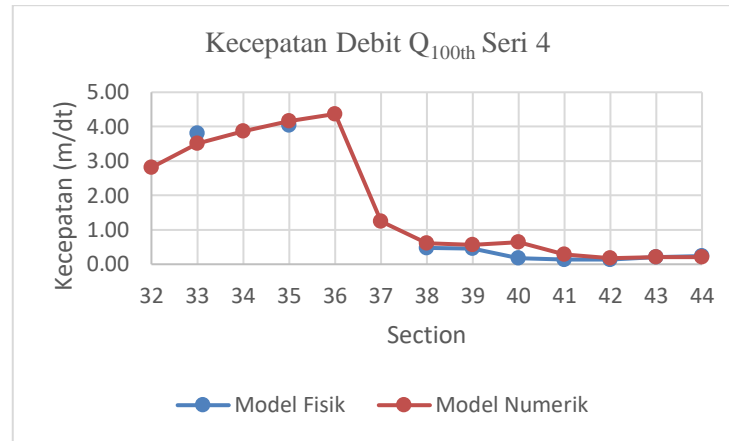 Kecepatan Debit Q100th Seri 4
Kecepatan (m/dt)
5.00
4.00
3.00
2.00
1.00
0.00
32 33 34 35 36 37 38 39 40 41 42 43 44
Section
Model Fisik Model Numerik